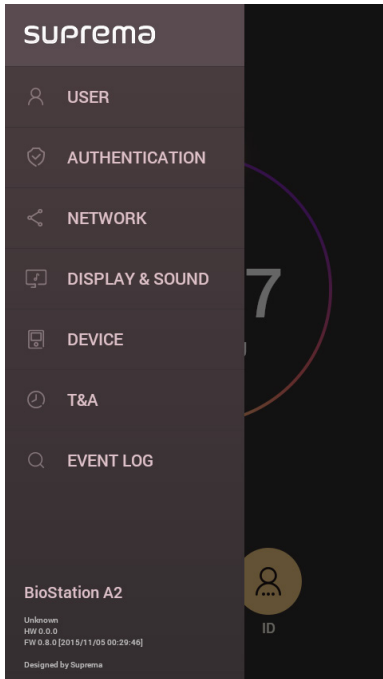 suprema
USER
AUTHENTICATION
NETWORK
DISPLAY & SOUND
7
DEVICE
T&A
EVENT LOG
BioStation A2
Unknown
HW 0.0.0
FW 0.8.0 [2015/11/05 00:29:46]
ID
Designed by Suprema